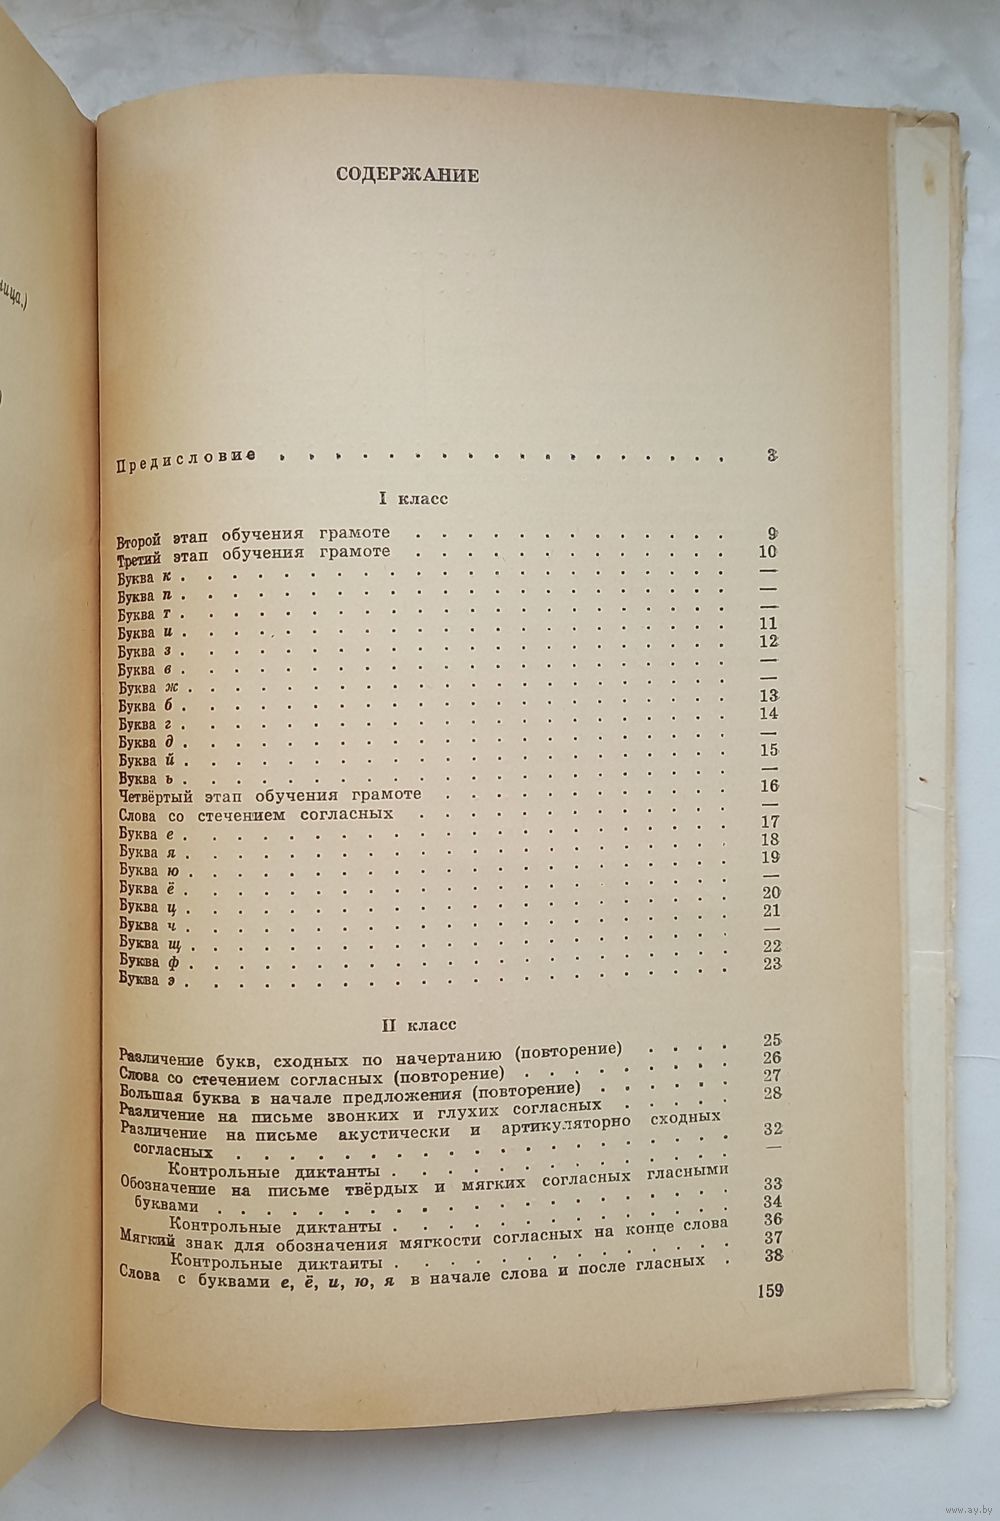 СОДЕРЖАНИЕ
ица.)
)
Предисловие . . . . . . . . . . . . . . . . . . 3
I класс
Второй этап обучения грамоте . . . . . . . . . . . . 9
Третий этап обучения грамоте . . . . . . . . . . . . 10
Буква к . . . . . . . . . . . . . . . . . . . . . —
Буква п . . . . . . . . . . . . . . . . . . . . . —
Буква т . . . . . . . . . . . . . . . . . . . . . —
Буква и . . . . . . . . . . . . . . . . . . . . . 11
Буква з . . . . . . . . . . . . . . . . . . . . . 12
Буква в . . . . . . . . . . . . . . . . . . . . . —
Буква ж . . . . . . . . . . . . . . . . . . . . . —
Буква б . . . . . . . . . . . . . . . . . . . . . 13
Буква г . . . . . . . . . . . . . . . . . . . . . 14
Буква д . . . . . . . . . . . . . . . . . . . . . —
Буква й . . . . . . . . . . . . . . . . . . . . . 15
Буква ь . . . . . . . . . . . . . . . . . . . . . —
Четвёртый этап обучения грамоте . . . . . . . . . . . 16
Слова со стечением согласных . . . . . . . . . . . . —
Буква е . . . . . . . . . . . . . . . . . . . . . 17
Буква я . . . . . . . . . . . . . . . . . . . . . 18
Буква ю . . . . . . . . . . . . . . . . . . . . . 19
Буква ё . . . . . . . . . . . . . . . . . . . . . —
Буква ц . . . . . . . . . . . . . . . . . . . . . 20
Буква ч . . . . . . . . . . . . . . . . . . . . . 21
Буква щ . . . . . . . . . . . . . . . . . . . . . —
Буква ф . . . . . . . . . . . . . . . . . . . . . 22
Буква э . . . . . . . . . . . . . . . . . . . . . 23
II класс
Различение букв, сходных по начертанию (повторение) . . . . 25
Слова со стечением согласных (повторение) . . . . . . . . 26
Большая буква в начале предложения (повторение) . . . . . 27
Различение на письме звонких и глухих согласных . . . . . 28
Различение на письме акустически и артикуляторно сходных
согласных . . . . . . . . . . . . . . . . . . . 32
Контрольные диктанты . . . . . . . . . . . . . —
Обозначение на письме твёрдых и мягких согласных гласными
буквами . . . . . . . . . . . . . . . . . . . . 33
Контрольные диктанты . . . . . . . . . . . . . 34
Мягкий знак для обозначения мягкости согласных на конце слова 36
Контрольные диктанты . . . . . . . . . . . . . 37
Слова с буквами е, ё, и, ю, я в начале слова и после гласных . 38
159
www.ay.by